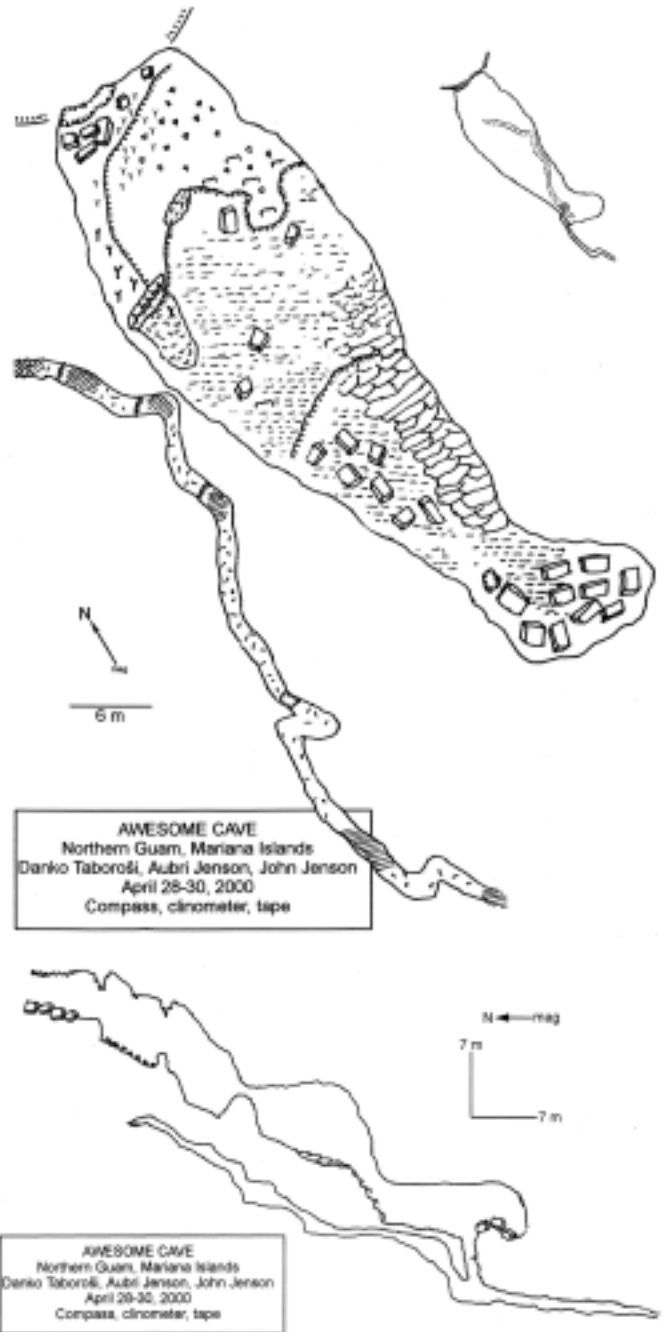 N
mag
6 m
AWESOME CAVE
Northern Guam, Mariana Islands
Danko Taboroši, Aubri Jenson, John Jenson
April 28-30, 2000
Compass, clinometer, tape
N mag
7 m
7 m
AWESOME CAVE
Northern Guam, Mariana Islands
Danko Taboroši, Aubri Jenson, John Jenson
April 28-30, 2000
Compass, clinometer, tape